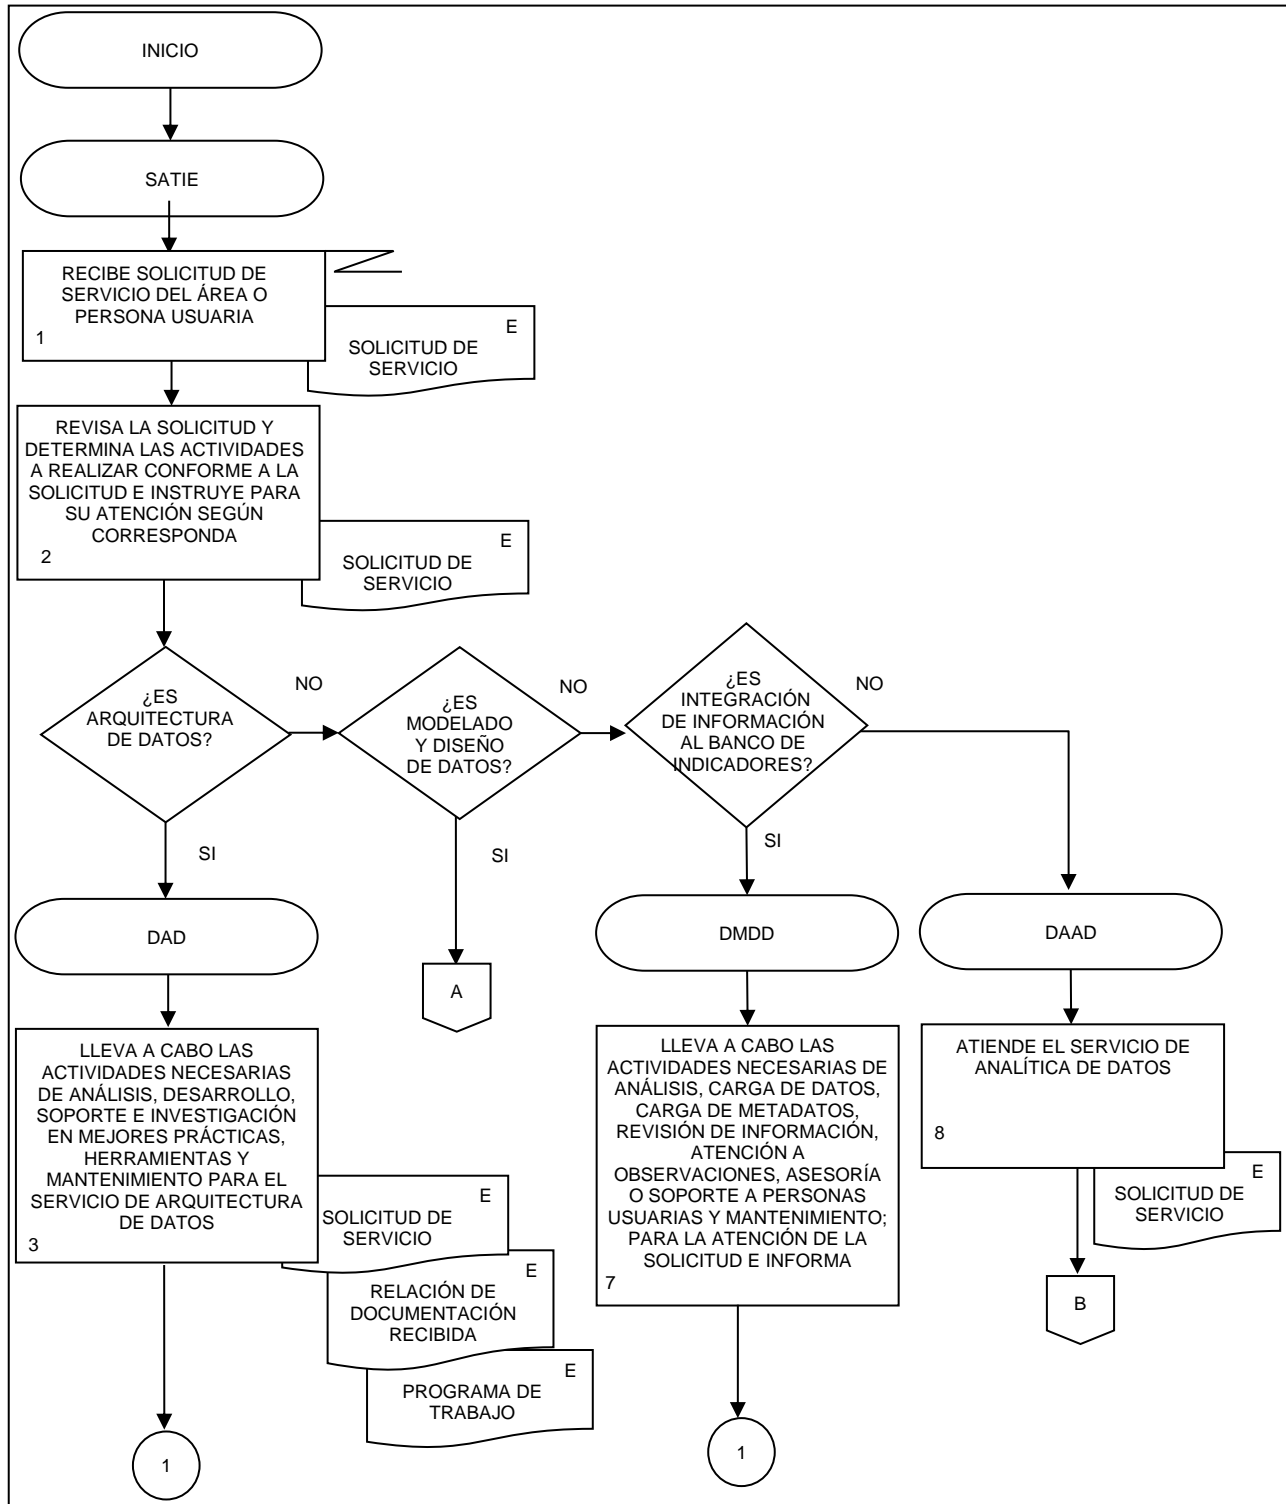 INICIO
SATIE
RECIBE SOLICITUD DE
SERVICIO DEL ÁREA O
PERSONA USUARIA
1
E
SOLICITUD DE
SERVICIO
REVISA LA SOLICITUD Y
DETERMINA LAS ACTIVIDADES
A REALIZAR CONFORME A LA
SOLICITUD E INSTRUYE PARA
SU ATENCIÓN SEGÚN
CORRESPONDA
2
E
SOLICITUD DE
SERVICIO
¿ES
ARQUITECTURA
DE DATOS?
NO
SI
¿ES
MODELADO
Y DISEÑO
DE DATOS?
NO
SI
¿ES
INTEGRACIÓN
DE INFORMACIÓN
AL BANCO DE
INDICADORES?
NO
SI
DAD
A
DMDD
DAAD
LLEVA A CABO LAS
ACTIVIDADES NECESARIAS
DE ANÁLISIS, DESARROLLO,
SOPORTE E INVESTIGACIÓN
EN MEJORES PRÁCTICAS,
HERRAMIENTAS Y
MANTENIMIENTO PARA EL
SERVICIO DE ARQUITECTURA
DE DATOS
3
E
SOLICITUD DE
SERVICIO
E
RELACIÓN DE
DOCUMENTACIÓN
RECIBIDA
E
PROGRAMA DE
TRABAJO
1
LLEVA A CABO LAS
ACTIVIDADES NECESARIAS DE
ANÁLISIS, CARGA DE DATOS,
CARGA DE METADATOS,
REVISIÓN DE INFORMACIÓN,
ATENCIÓN A
OBSERVACIONES, ASESORÍA
O SOPORTE A PERSONAS
USUARIAS Y MANTENIMIENTO;
PARA LA ATENCIÓN DE LA
SOLICITUD E INFORMA
7
1
ATIENDE EL SERVICIO DE
ANALÍTICA DE DATOS
8
E
SOLICITUD DE
SERVICIO
B